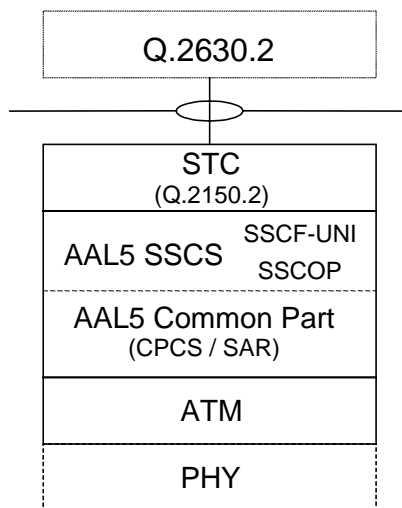 Q.2630.2
STC
(Q.2150.2)
SSCF-UNI
AAL5 SSCS
SSCOP
AAL5 Common Part
(CPCS / SAR)
ATM
PHY